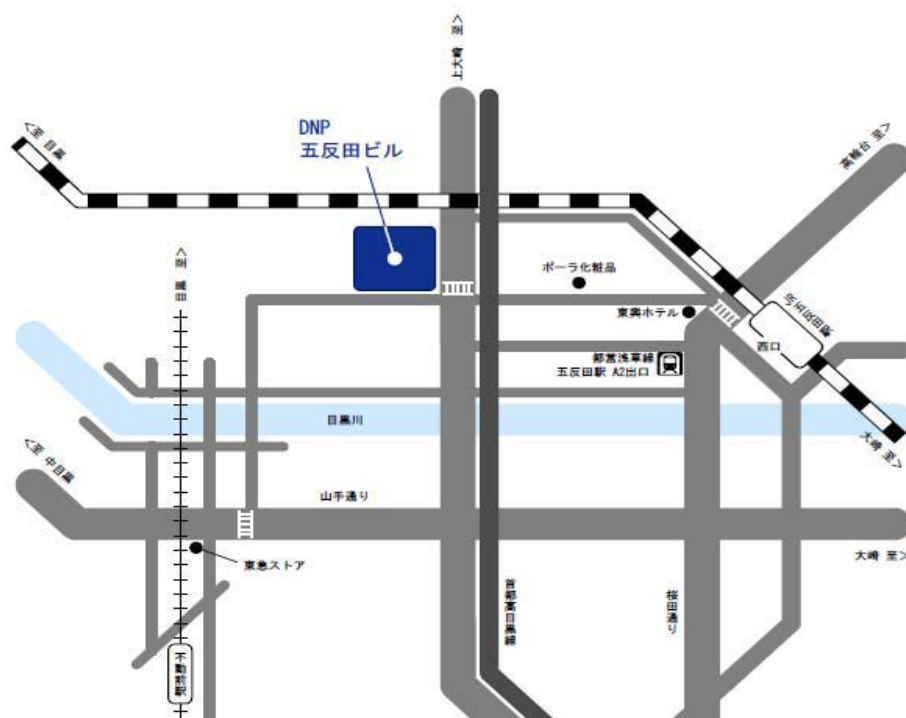 上大崎 至>
DNP
五反田ビル
<至 目黒
高輪台 至>
目黒 至>
ポーラ化粧品
東興ホテル
西口
都営浅草線
五反田駅 A2出口
目黒川
大崎 至>
<至 中目黒
山手通り
東急ストア
大崎 至>
首都高目黒線
桜田通り
不動前駅